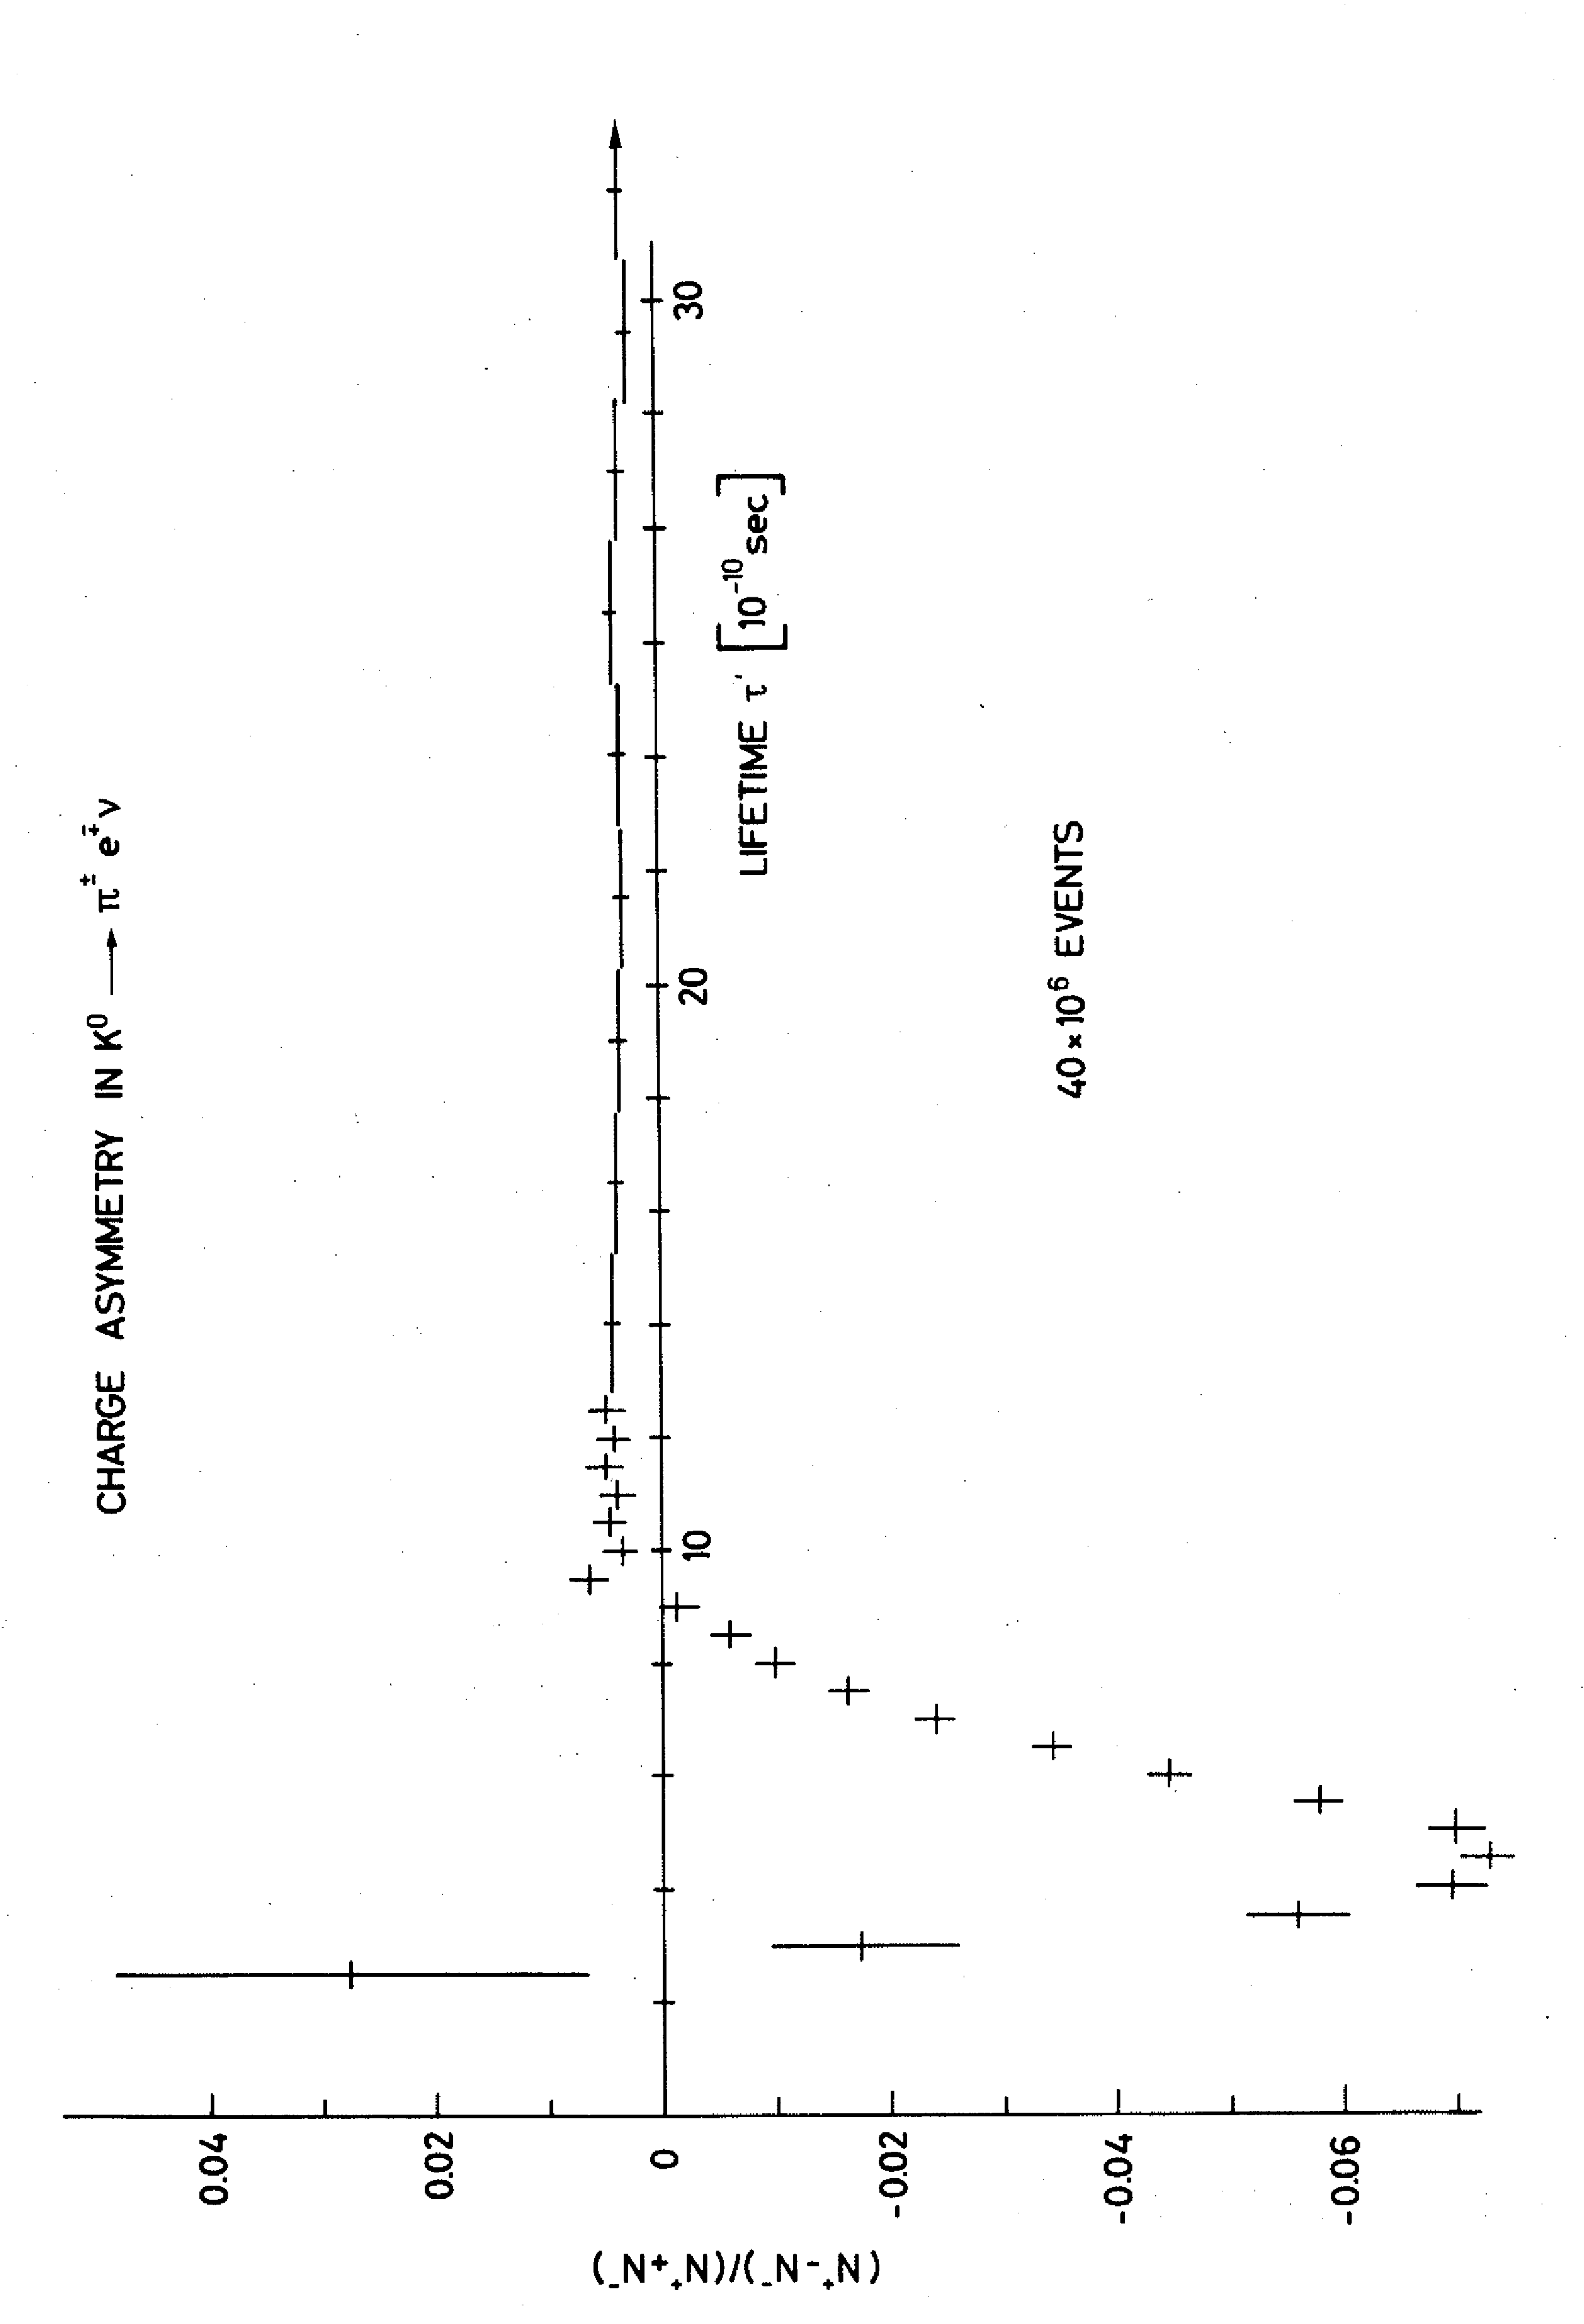 CHARGE ASYMMETRY IN K⁰ ⟶ π± e∓ ν
(N⁺-N⁻)/(N⁺+N⁻)
0.04
0.02
0
-0.02
-0.04
-0.06
10
20
30
LIFETIME τ' [10⁻¹⁰ sec]
40×10⁶ EVENTS